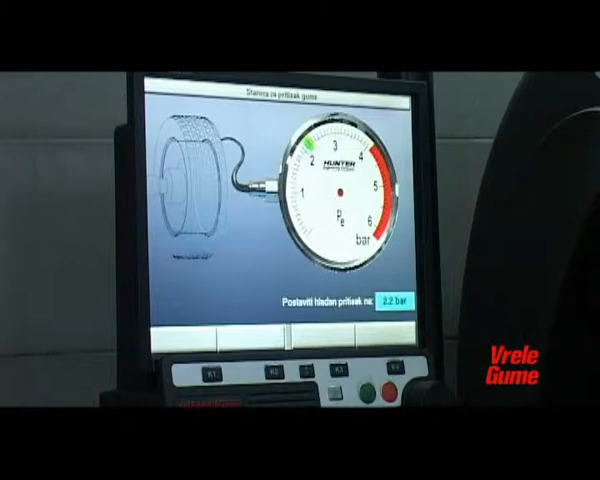 Stanica za pritisak gume
3
2
4
HUNTER
1
5
Pe
6
bar
Postaviti hladan pritisak na:
2.2 bar
K1
K2
K3
K4
Vrele
Gume